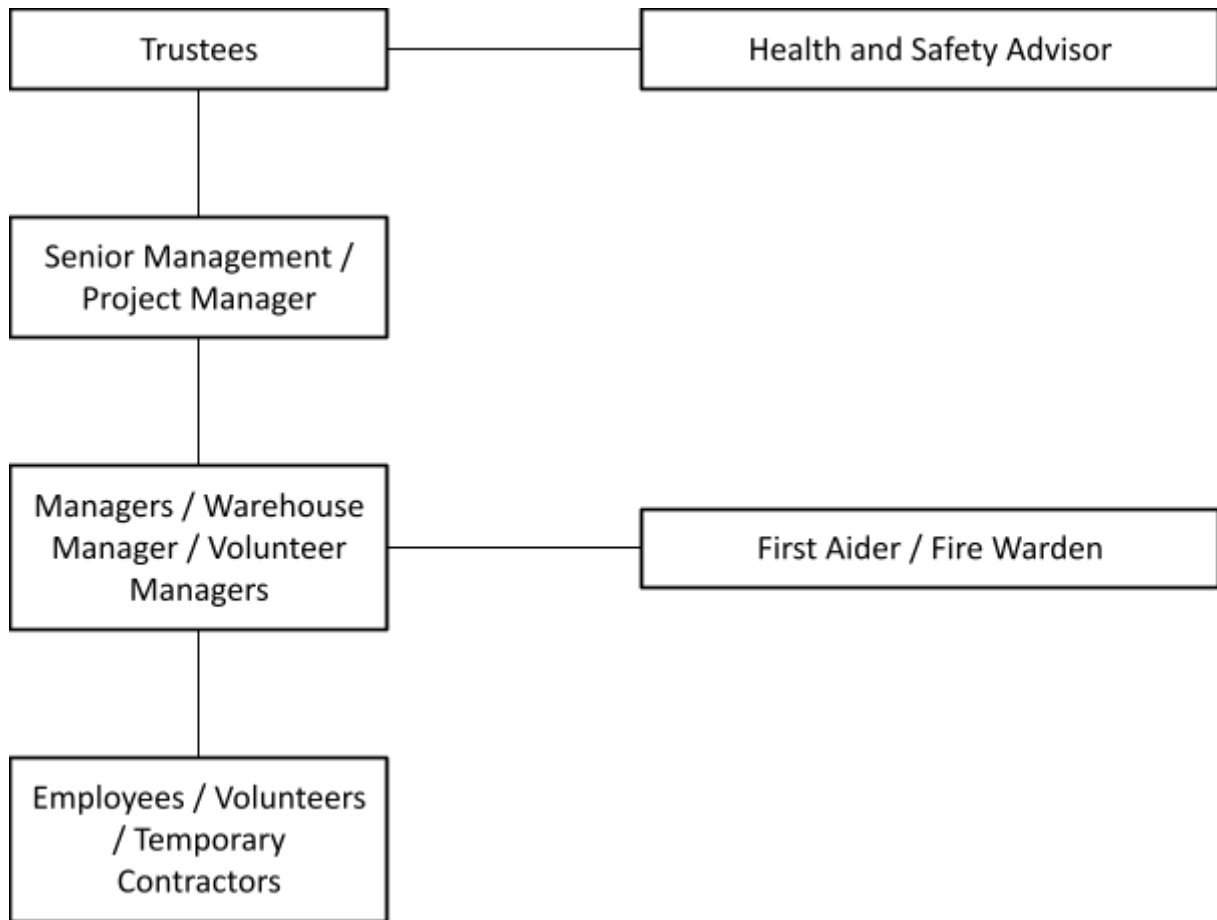 Trustees
Health and Safety Advisor
Senior Management /
Project Manager
Managers / Warehouse
Manager / Volunteer
Managers
First Aider / Fire Warden
Employees / Volunteers
/ Temporary
Contractors